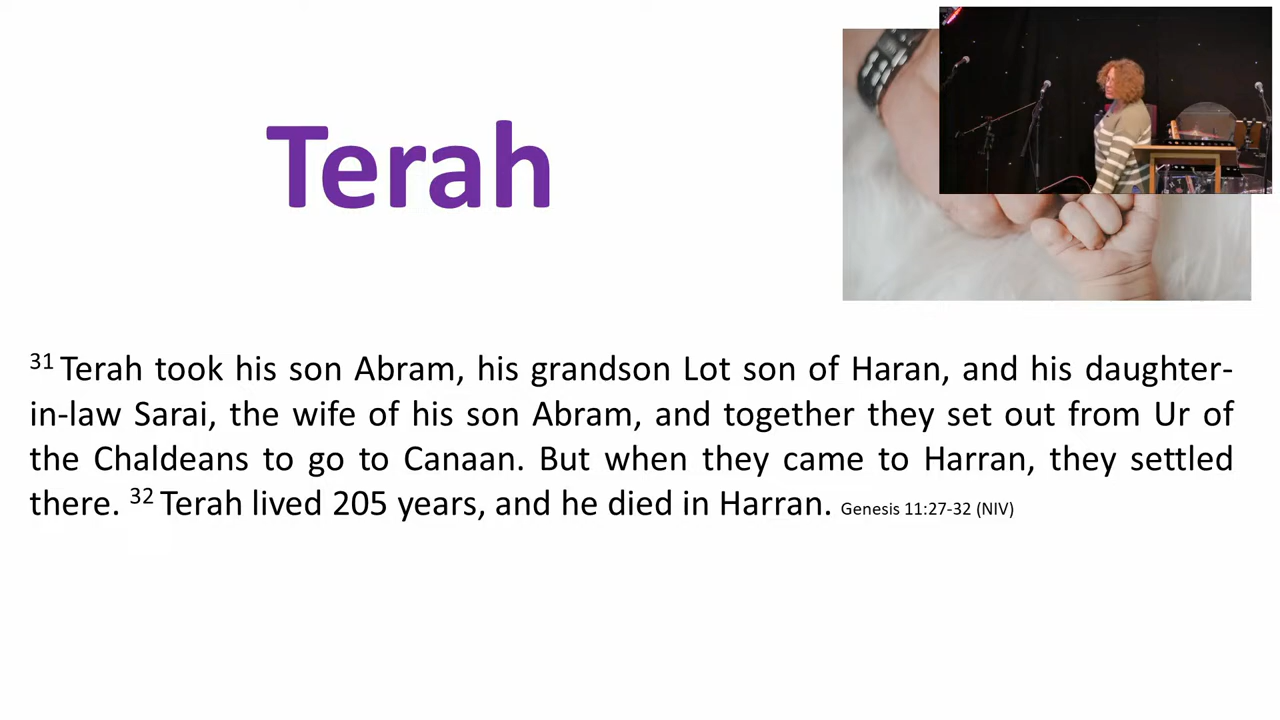 Terah
31 Terah took his son Abram, his grandson Lot son of Haran, and his daughter-
in-law Sarai, the wife of his son Abram, and together they set out from Ur of
the Chaldeans to go to Canaan. But when they came to Harran, they settled
there. 32 Terah lived 205 years, and he died in Harran. Genesis 11:27-32 (NIV)